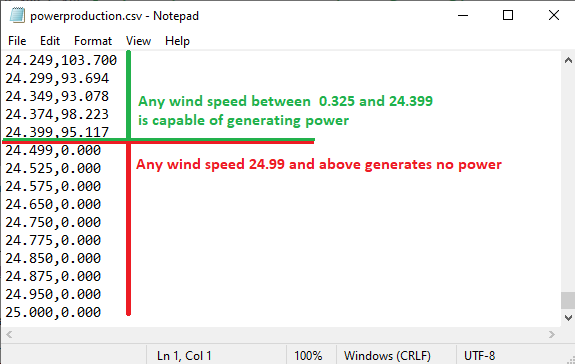 powerproduction.csv - Notepad
File Edit Format View Help
24.249,103.700
24.299,93.694
24.349,93.078
24.374,98.223
24.399,95.117
24.499,0.000
24.525,0.000
24.575,0.000
24.650,0.000
24.750,0.000
24.775,0.000
24.850,0.000
24.875,0.000
24.950,0.000
25.000,0.000
Any wind speed between 0.325 and 24.399
is capable of generating power
Any wind speed 24.99 and above generates no power
Ln 1, Col 1 100% Windows (CRLF) UTF-8